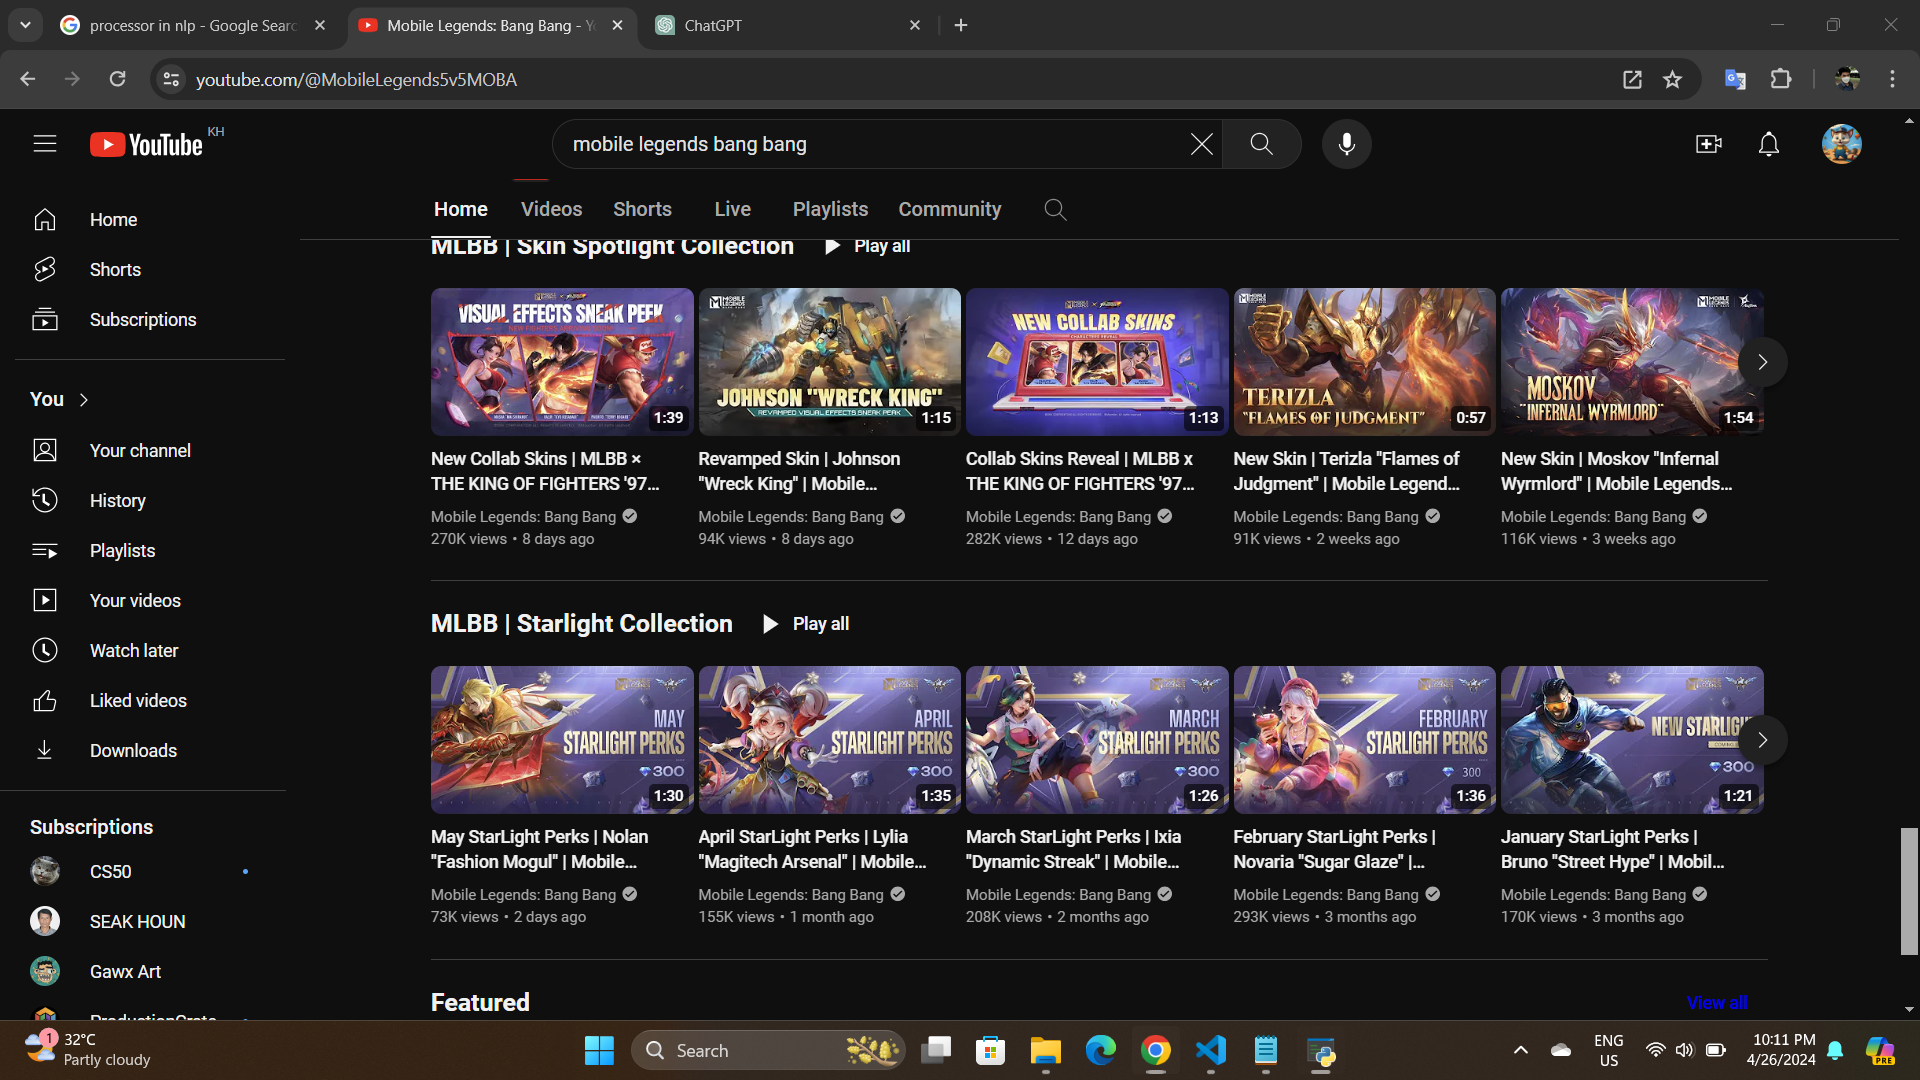 processor in nlp - Google Searc
Mobile Legends: Bang Bang - Y
ChatGPT
youtube.com/@MobileLegends5v5MOBA
YouTube KH
mobile legends bang bang
Home
Shorts
Subscriptions
You
Your channel
History
Playlists
Your videos
Watch later
Liked videos
Downloads
Subscriptions
CS50
SEAK HOUN
Gawx Art
ProductionCrate
Home Videos Shorts Live Playlists Community
MLBB | Skin Spotlight Collection Play all
VISUAL EFFECTS SNEAK PEEK
1:39
New Collab Skins | MLBB ×
THE KING OF FIGHTERS '97...
Mobile Legends: Bang Bang
270K views • 8 days ago
MOBILE LEGENDS
JOHNSON "WRECK KING"
REVAMPED VISUAL EFFECTS SNEAK PEAK
1:15
Revamped Skin | Johnson
"Wreck King" | Mobile...
Mobile Legends: Bang Bang
94K views • 8 days ago
NEW COLLAB SKINS
CHARACTERS REVEAL
1:13
Collab Skins Reveal | MLBB x
THE KING OF FIGHTERS '97...
Mobile Legends: Bang Bang
282K views • 12 days ago
MOBILE LEGENDS
TERIZLA
"FLAMES OF JUDGMENT"
0:57
New Skin | Terizla "Flames of
Judgment" | Mobile Legend...
Mobile Legends: Bang Bang
91K views • 2 weeks ago
MOBILE LEGENDS
MOSKOV
"INFERNAL WYRMLORD"
1:54
New Skin | Moskov "Infernal
Wyrmlord" | Mobile Legends...
Mobile Legends: Bang Bang
116K views • 3 weeks ago
MLBB | Starlight Collection Play all
MAY
STARLIGHT PERKS
300
1:30
May StarLight Perks | Nolan
"Fashion Mogul" | Mobile...
Mobile Legends: Bang Bang
73K views • 2 days ago
APRIL
STARLIGHT PERKS
300
1:35
April StarLight Perks | Lylia
"Magitech Arsenal" | Mobile...
Mobile Legends: Bang Bang
155K views • 1 month ago
MARCH
STARLIGHT PERKS
300
1:26
March StarLight Perks | Ixia
"Dynamic Streak" | Mobile...
Mobile Legends: Bang Bang
208K views • 2 months ago
FEBRUARY
STARLIGHT PERKS
300
1:36
February StarLight Perks |
Novaria "Sugar Glaze" |...
Mobile Legends: Bang Bang
293K views • 3 months ago
NEW STARLIG
300
1:21
January StarLight Perks |
Bruno "Street Hype" | Mobil...
Mobile Legends: Bang Bang
170K views • 3 months ago
Featured
View all
1
32°C
Partly cloudy
Search
ENG
US
10:11 PM
4/26/2024
PRE